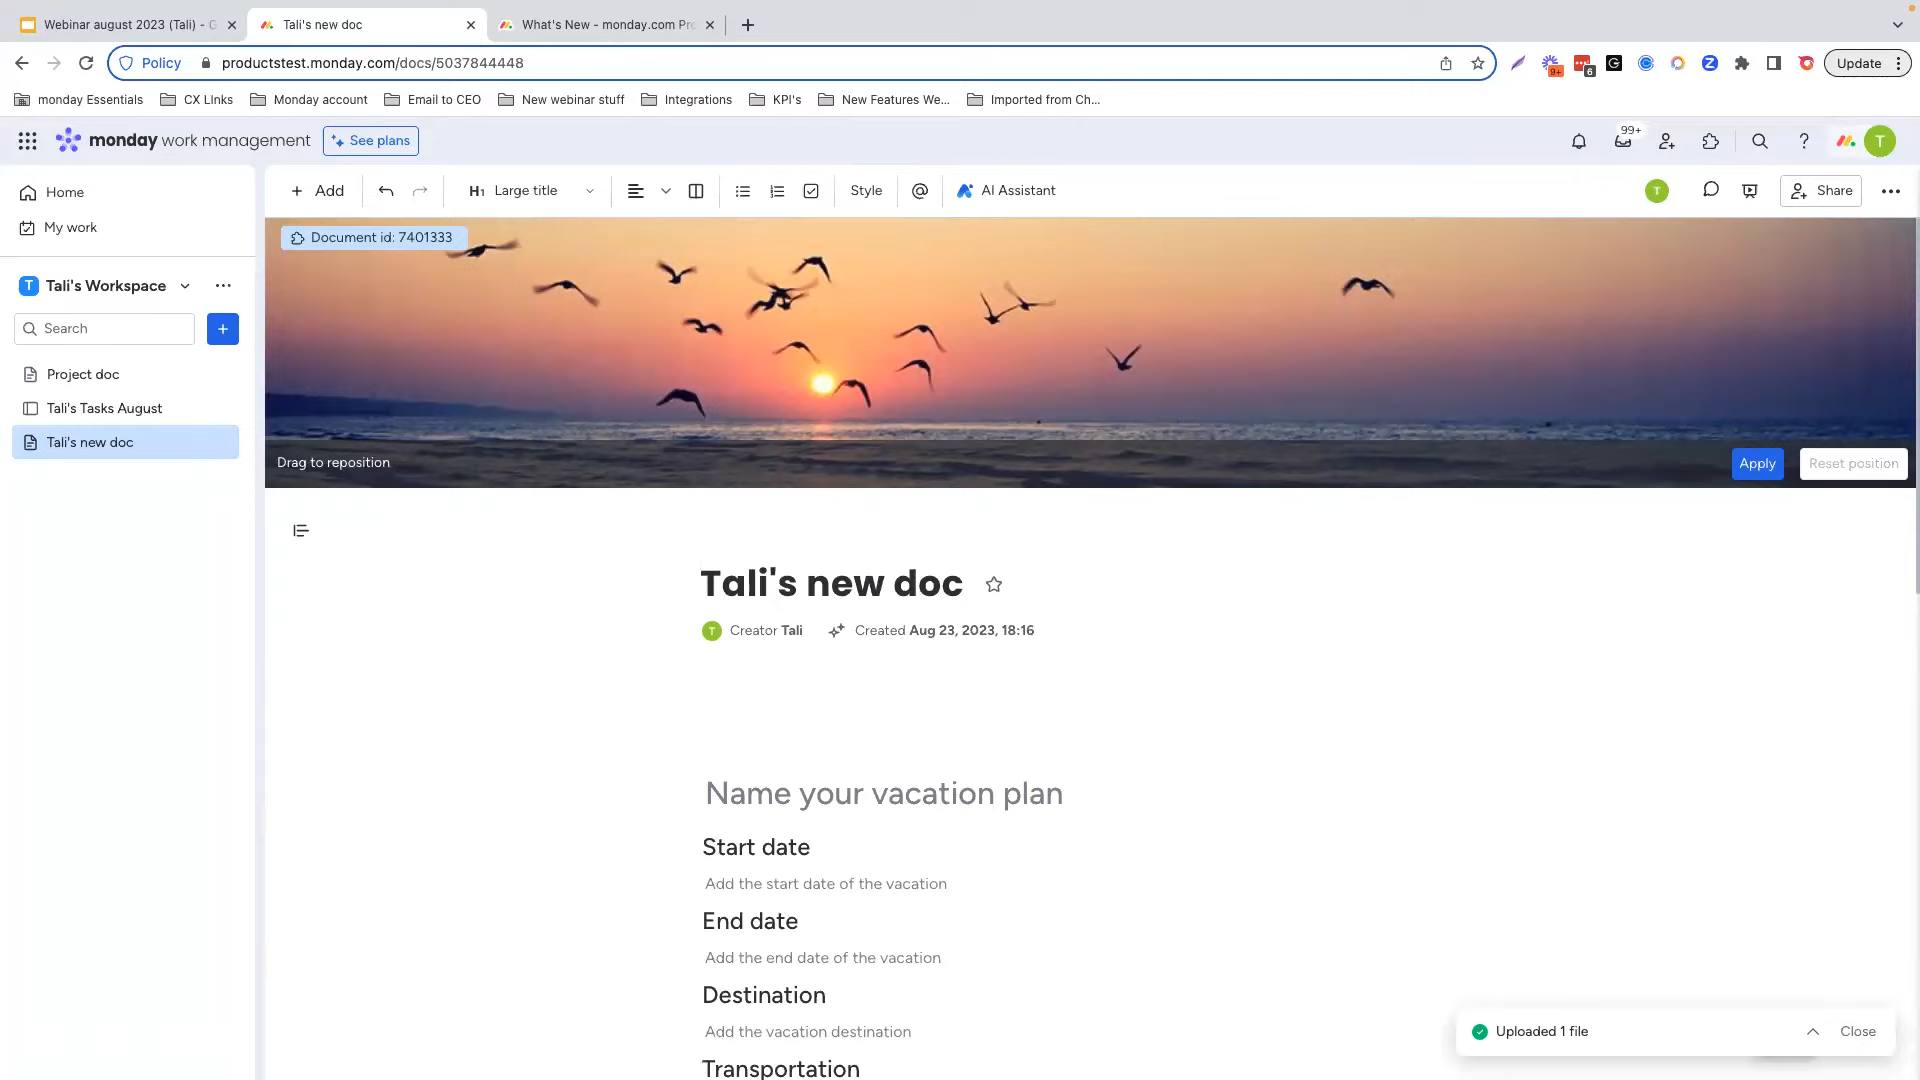 Webinar august 2023 (Tali) - G
Tali's new doc
What's New - monday.com Pro
Policy
productstest.monday.com/docs/5037844448
9+
6
Update
monday Essentials
CX LInks
Monday account
Email to CEO
New webinar stuff
Integrations
KPI's
New Features We...
Imported from Ch...
monday work management
See plans
99+
T
Home
My work
Add
H1 Large title
Style
AI Assistant
T
Share
Document id: 7401333
T Tali's Workspace
Search
Project doc
Tali's Tasks August
Tali's new doc
Drag to reposition
Apply
Reset position
Tali's new doc
T Creator Tali Created Aug 23, 2023, 18:16
Name your vacation plan
Start date
Add the start date of the vacation
End date
Add the end date of the vacation
Destination
Add the vacation destination
Transportation
Uploaded 1 file
Close